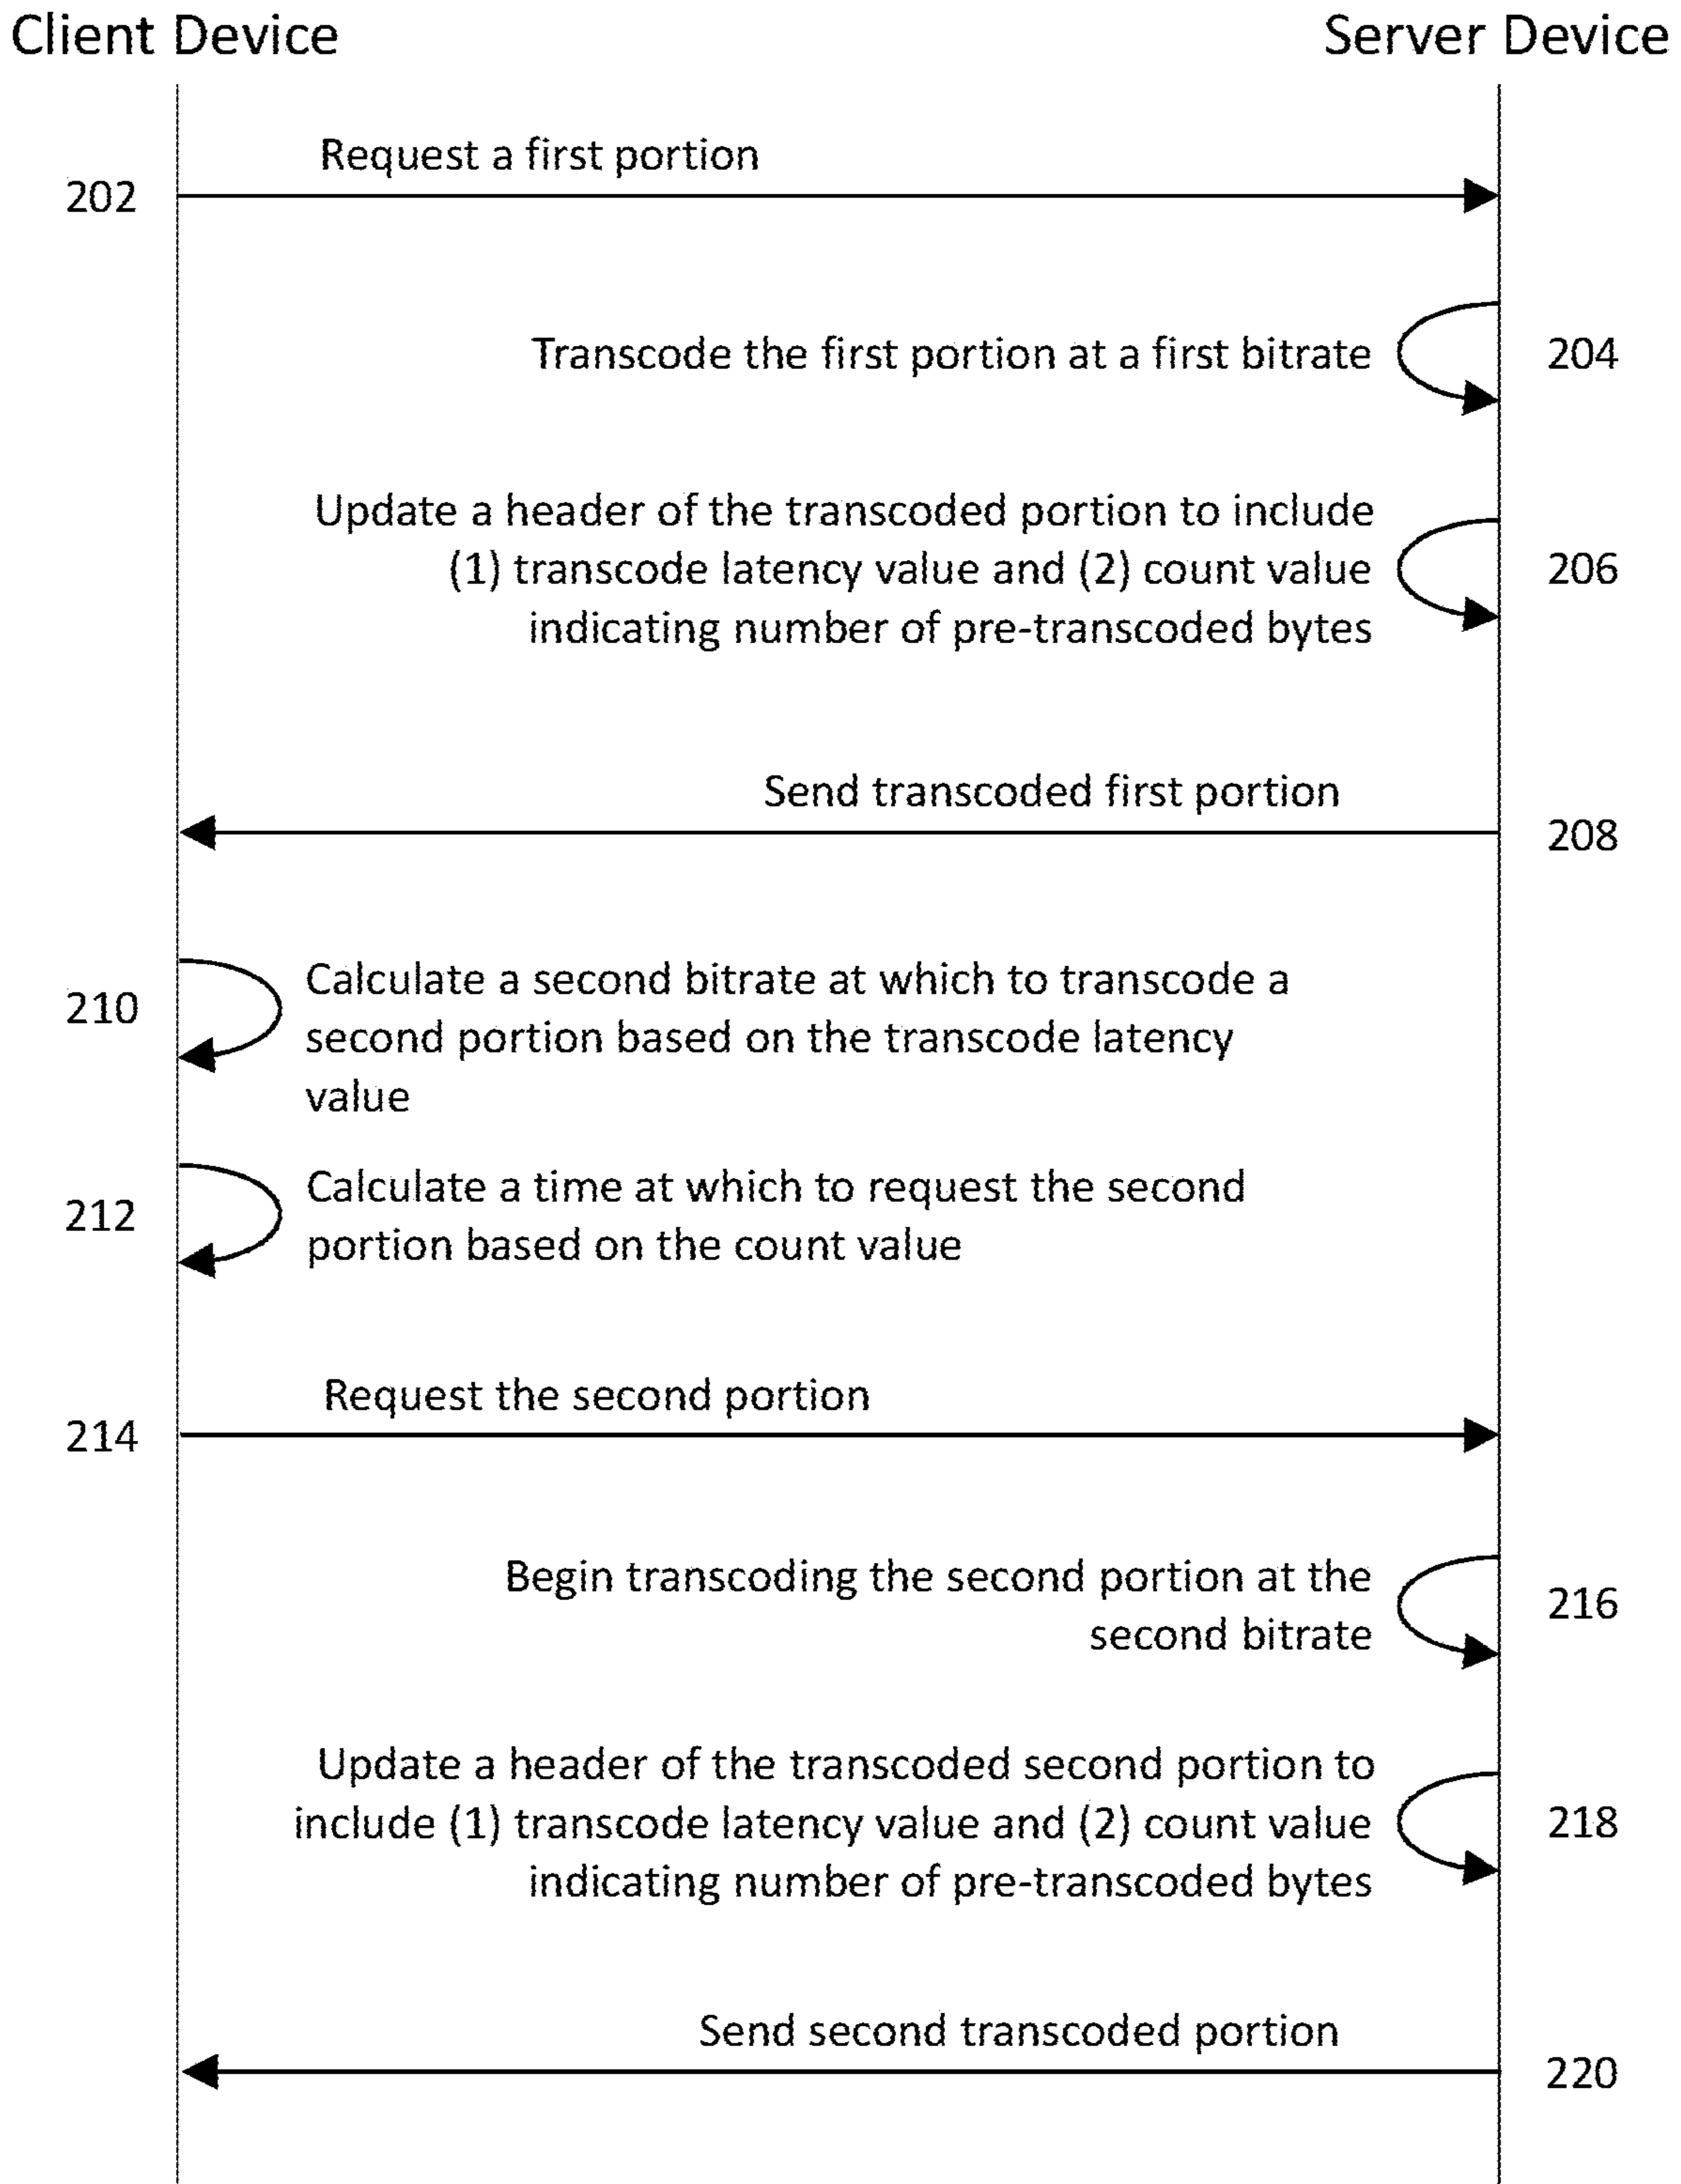 Client Device
Server Device
Request a first portion
202
Transcode the first portion at a first bitrate
204
Update a header of the transcoded portion to include
(1) transcode latency value and (2) count value
206
indicating number of pre-transcoded bytes
Send transcoded first portion
208
Calculate a second bitrate at which to transcode a
210
second portion based on the transcode latency
value
Calculate a time at which to request the second
212
portion based on the count value
Request the second portion
214
Begin transcoding the second portion at the
216
second bitrate
Update a header of the transcoded second portion to
include (1) transcode latency value and (2) count value
218
indicating number of pre-transcoded bytes
Send second transcoded portion
220